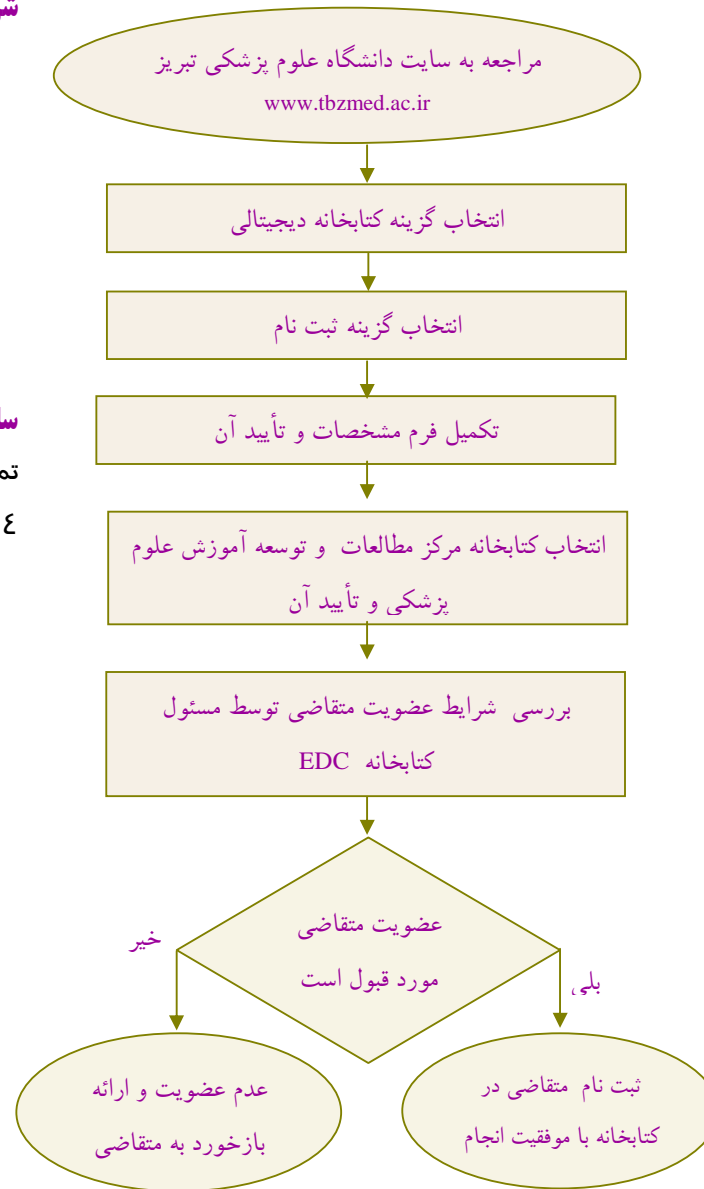 مراجعه به سایت دانشگاه علوم پزشکی تبریز
www.tbzmed.ac.ir
انتخاب گزینه کتابخانه دیجیتالی
انتخاب گزینه ثبت نام
تکمیل فرم مشخصات و تأیید آن
انتخاب کتابخانه مرکز مطالعات و توسعه آموزش علوم
پزشکی و تأیید آن
بررسی شرایط عضویت متقاضی توسط مسئول
کتابخانه EDC
عضویت متقاضی
مورد قبول است
خیر
بلی
ثبت نام متقاضی در
کتابخانه با موفقیت انجام
عدم عضویت و ارائه
بازخورد به متقاضی
٤